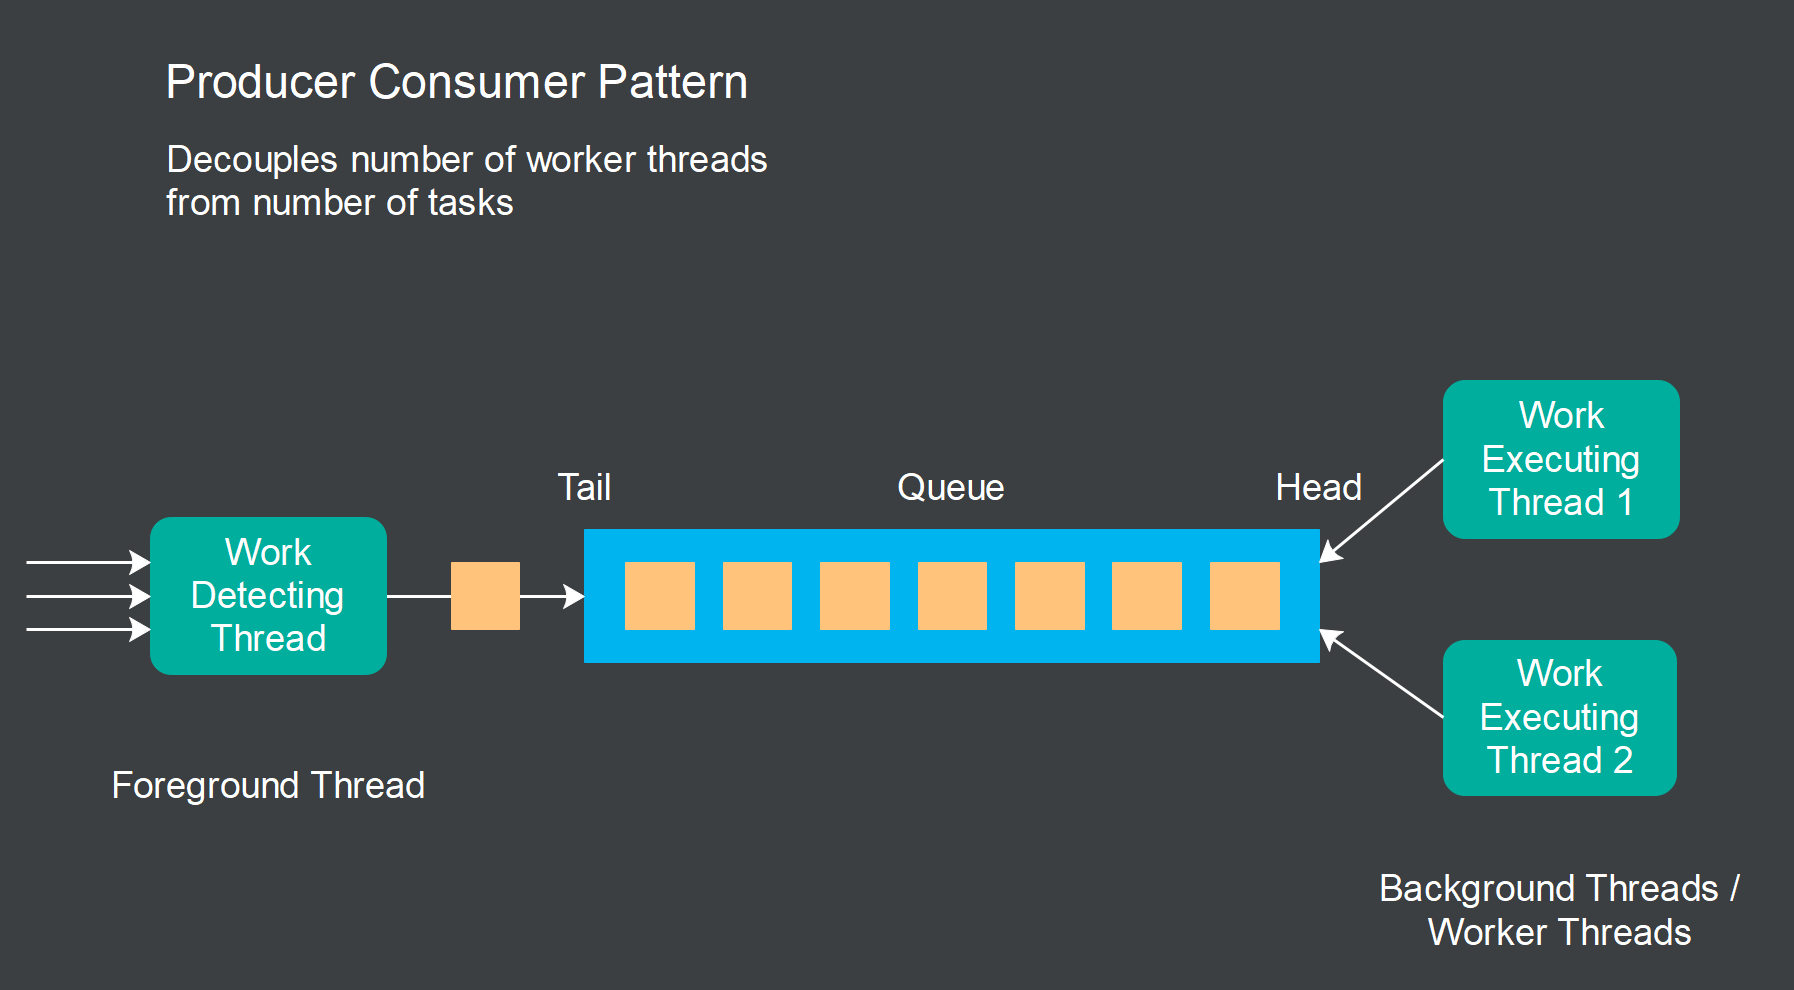 Producer Consumer Pattern
Decouples number of worker threads
from number of tasks
Tail
Queue
Head
Work
Detecting
Thread
Work
Executing
Thread 1
Work
Executing
Thread 2
Foreground Thread
Background Threads /
Worker Threads